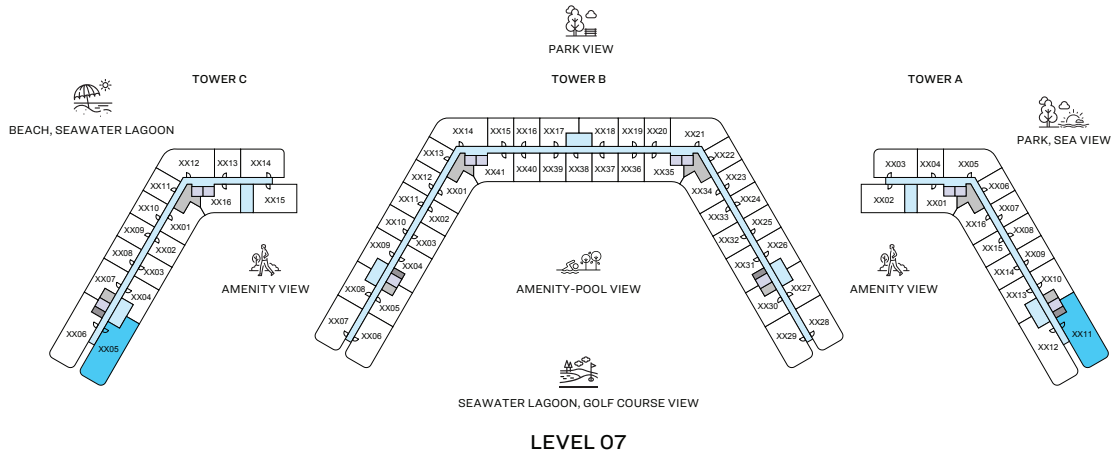 PARK VIEW
TOWER C
TOWER B
TOWER A
BEACH, SEAWATER LAGOON
PARK, SEA VIEW
XX12 XX13 XX14
XX11
XX10
XX09
XX08
XX07
XX06
XX05
XX04
XX03
XX02
XX01
XX16
XX15
XX14 XX15 XX16 XX17 XX18 XX19 XX20 XX21
XX13
XX12
XX11
XX10
XX09
XX08
XX07
XX06
XX05
XX04
XX03
XX02
XX01
XX41 XX40 XX39 XX38 XX37 XX36 XX35
XX22
XX23
XX24
XX25
XX26
XX27
XX28
XX29
XX30
XX31
XX32
XX33
XX34
XX03 XX04 XX05
XX02
XX01
XX06
XX07
XX08
XX09
XX10
XX11
XX12
XX13
XX14
XX15
XX16
AMENITY VIEW
AMENITY-POOL VIEW
AMENITY VIEW
SEAWATER LAGOON, GOLF COURSE VIEW
LEVEL 07